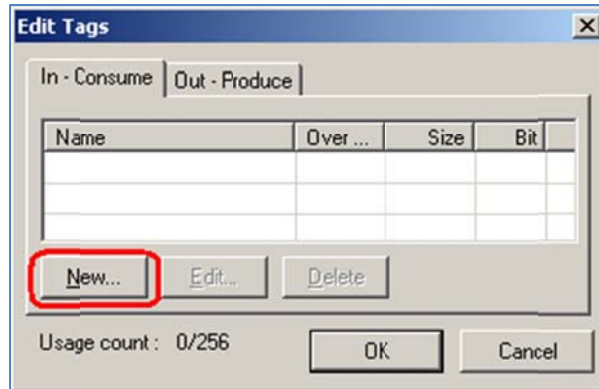 Edit Tags
In - Consume Out - Produce
Name Over ... Size Bit
New... Edit... Delete
Usage count : 0/256 OK Cancel